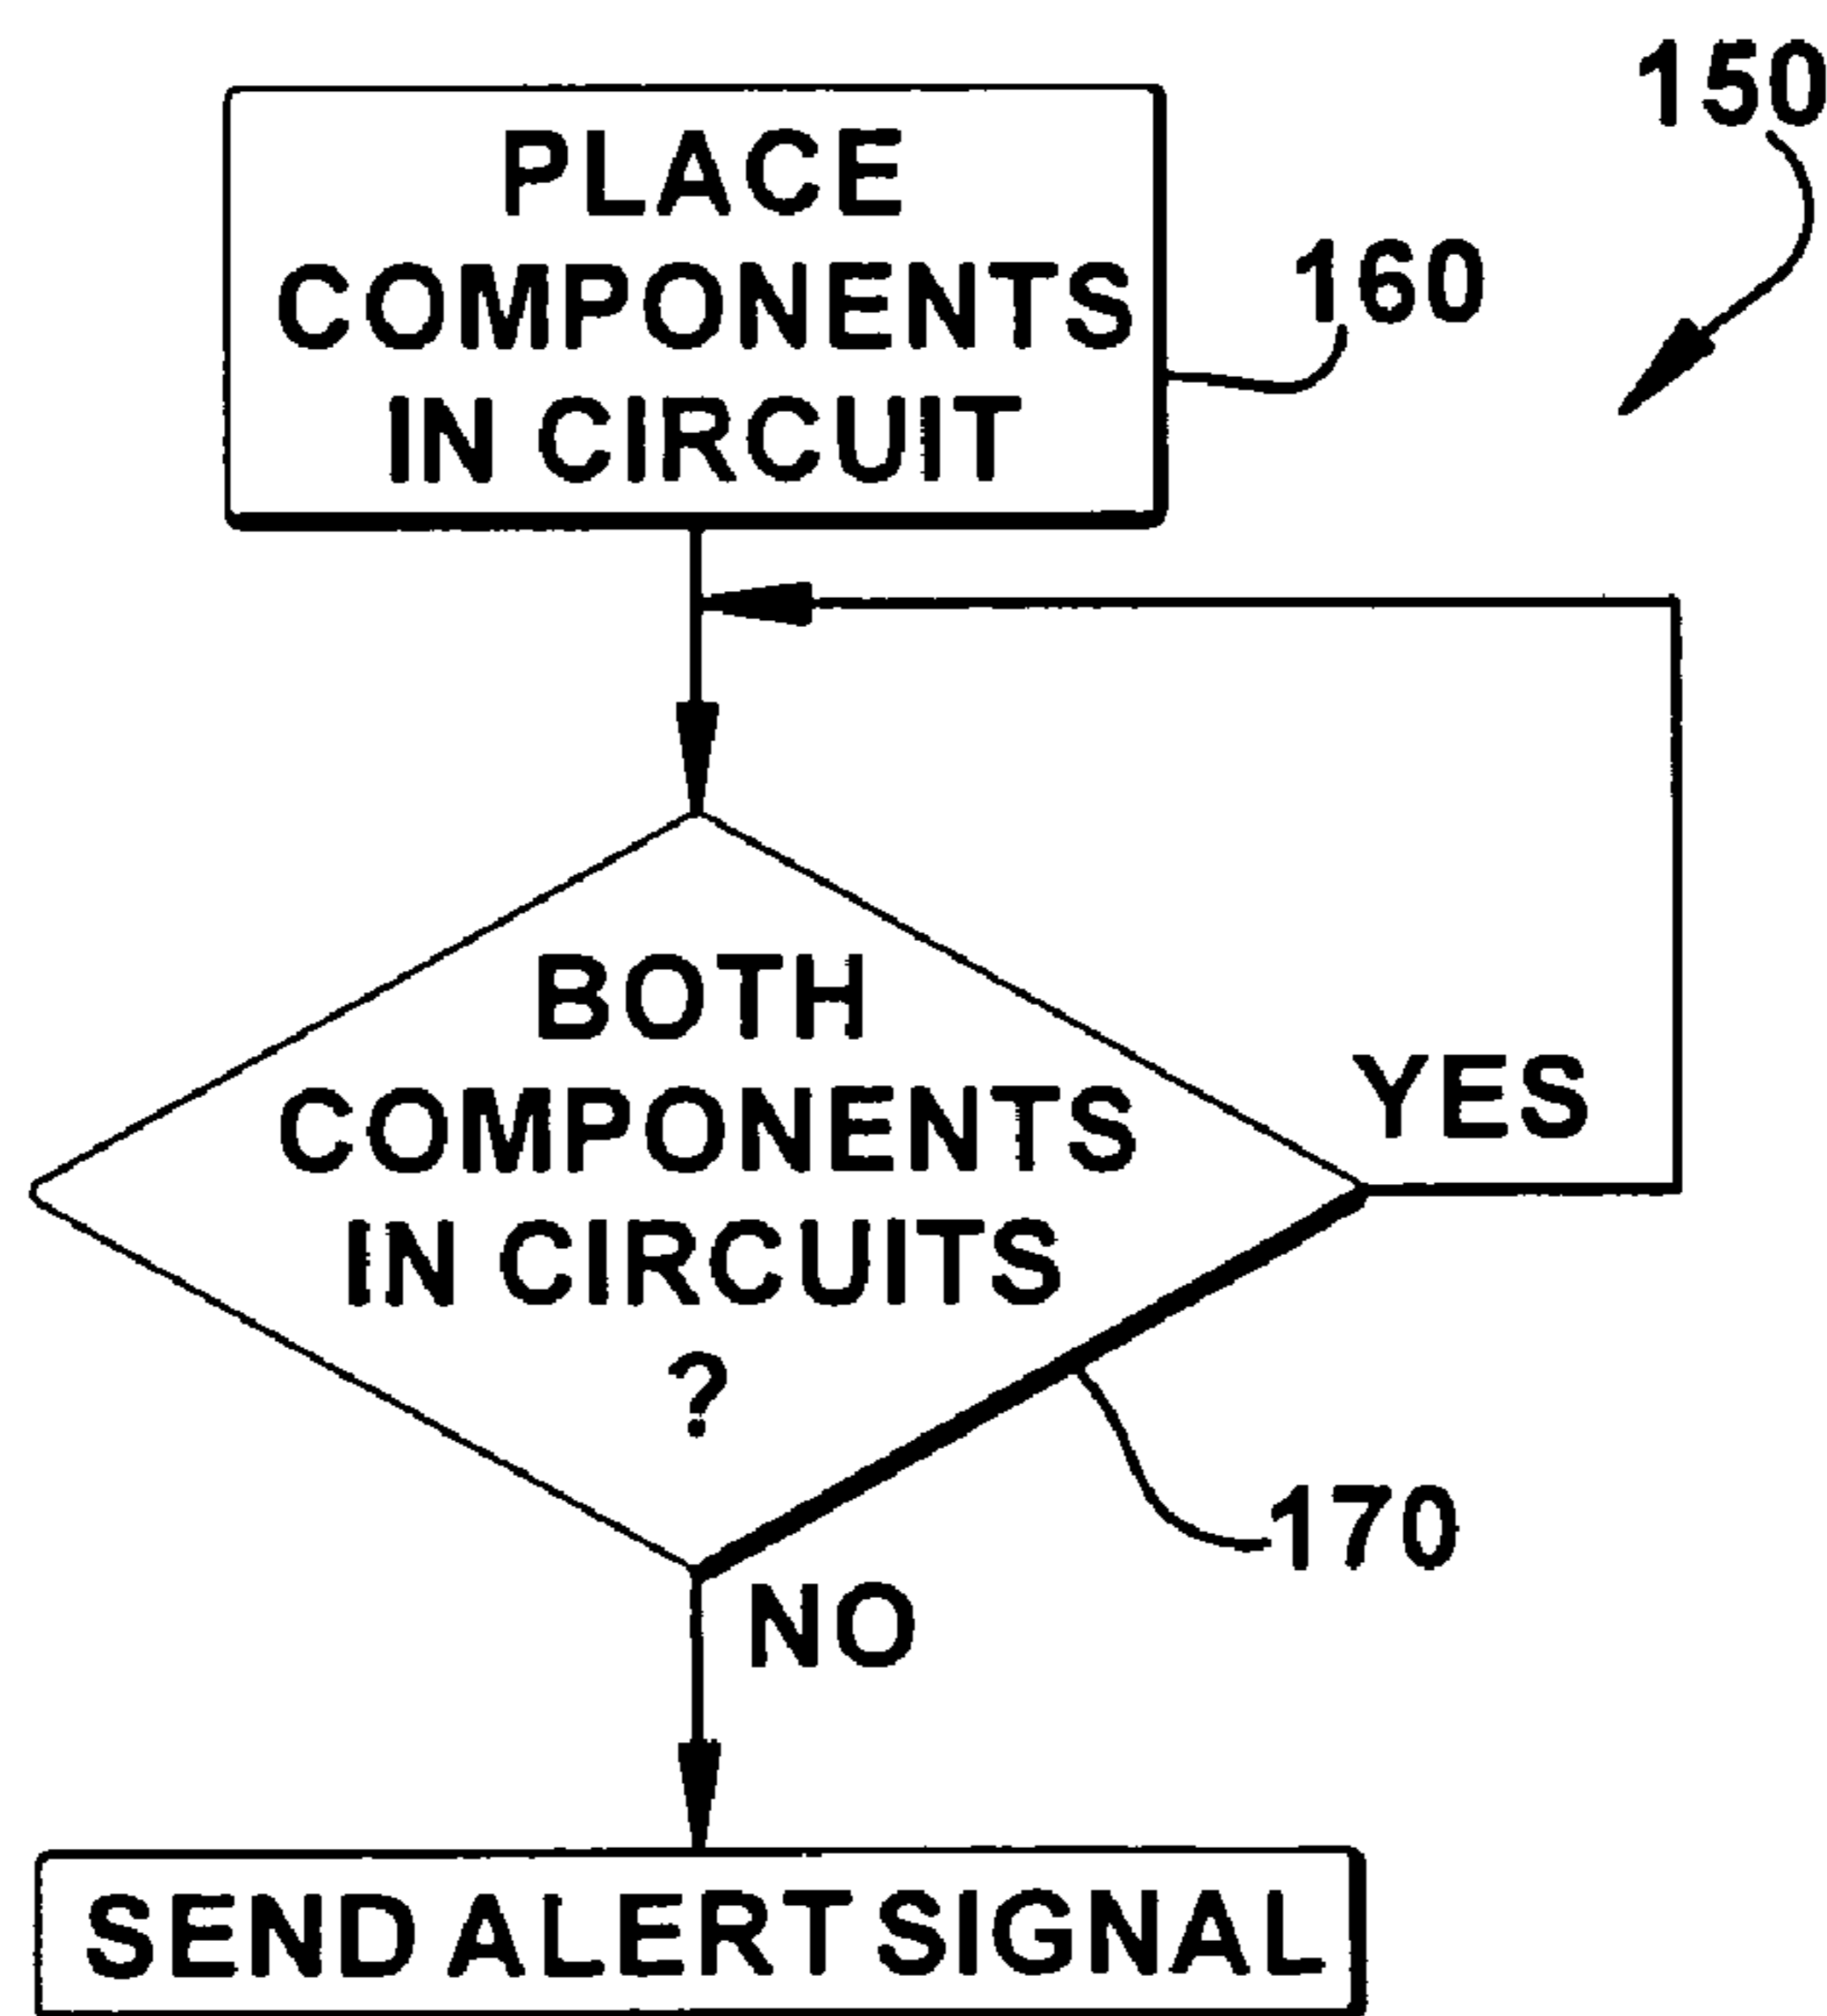 150
PLACE
COMPONENTS
IN CIRCUIT
160
BOTH
COMPONENTS
IN CIRCUITS
?
YES
170
NO
SEND ALERT SIGNAL